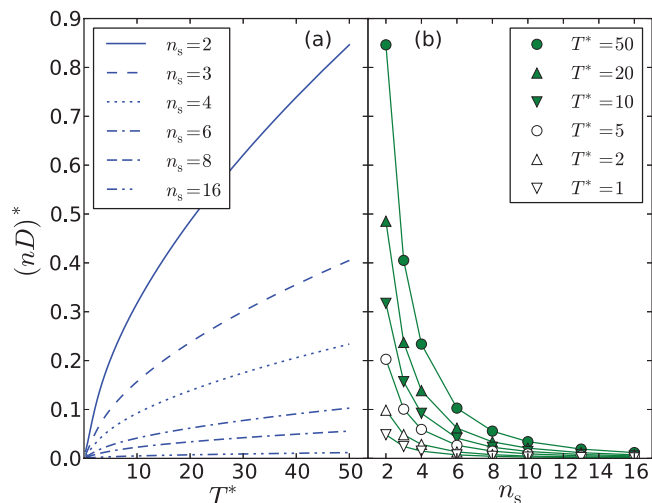 (a)
n_s=2
n_s=3
n_s=4
n_s=6
n_s=8
n_s=16
(b)
T*=50
T*=20
T*=10
T*=5
T*=2
T*=1
0.9
0.8
0.7
0.6
0.5
0.4
0.3
0.2
0.1
0.0
(nD)*
10 20 30 40 50
T*
2 4 6 8 10 12 14 16
n_s